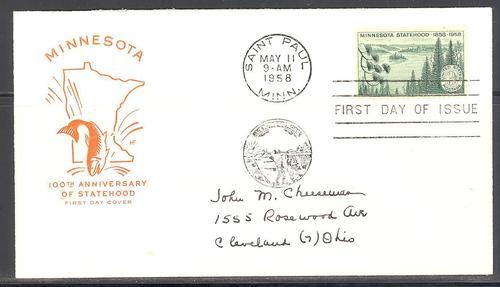 MINNESOTA
HF
100TH ANNIVERSARY
OF STATEHOOD
FIRST DAY COVER
SAINT PAUL
MAY 11
9-AM
1958
MINN.
MINNESOTA STATEHOOD · 1858-1958
FIRST DAY OF ISSUE
John M. Cheeseman
1555 Rosewood Ave
Cleveland (7) Ohio